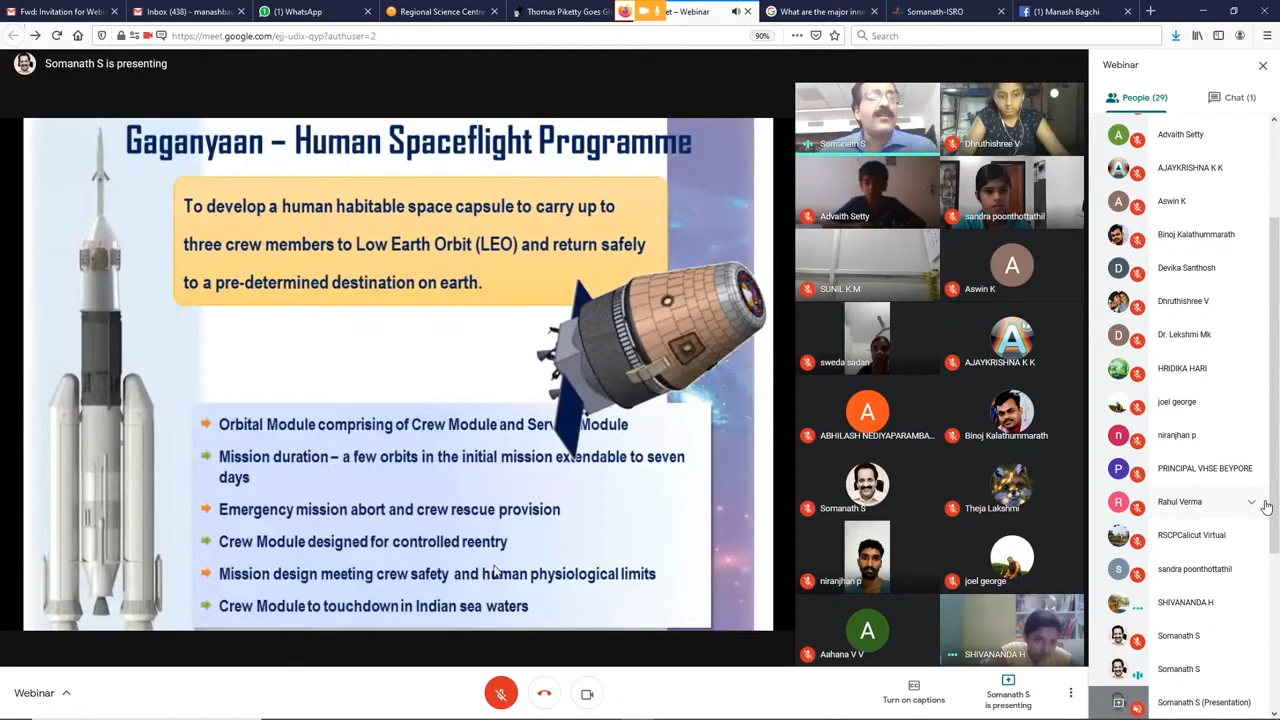 Fwd: Invitation for Webin
Inbox (438) - manashba
(1) WhatsApp
Regional Science Centre
Thomas Piketty Goes Gl
et – Webinar
What are the major inno
Somanath-ISRO
(1) Manash Bagchi
https://meet.google.com/ejj-udix-qyp?authuser=2
90%
Search
Somanath S is presenting
Gaganyaan – Human Spaceflight Programme
To develop a human habitable space capsule to carry up to
three crew members to Low Earth Orbit (LEO) and return safely
to a pre-determined destination on earth.
Orbital Module comprising of Crew Module and Ser Module
Mission duration – a few orbits in the initial mission extendable to seven
days
Emergency mission abort and crew rescue provision
Crew Module designed for controlled reentry
Mission design meeting crew safety and human physiological limits
Crew Module to touchdown in Indian sea waters
Somanath S
Dhruthishree V
Advaith Setty
sandra poonthottathil
SUNIL K.M
A
Aswin K
sweda sadan
A
AJAYKRISHNA K K
A
ABHILASH NEDIYAPARAMBA...
Binoj Kalathummarath
Somanath S
Theja Lakshmi
niranjhan p
joel george
A
Aahana V V
SHIVANANDA H
Webinar
People (29)
Chat (1)
A
Advaith Setty
AJAYKRISHNA K K
A
Aswin K
Binoj Kalathummarath
D
Devika Santhosh
Dhruthishree V
D
Dr. Lekshmi Mk
HRIDIKA HARI
joel george
n
niranjhan p
P
PRINCIPAL VHSE BEYPORE
R
Rahul Verma
RSCPCalicut Virtual
s
sandra poonthottathil
SHIVANANDA H
Somanath S
Somanath S
Somanath S (Presentation)
Webinar
CC
Turn on captions
Somanath S
is presenting